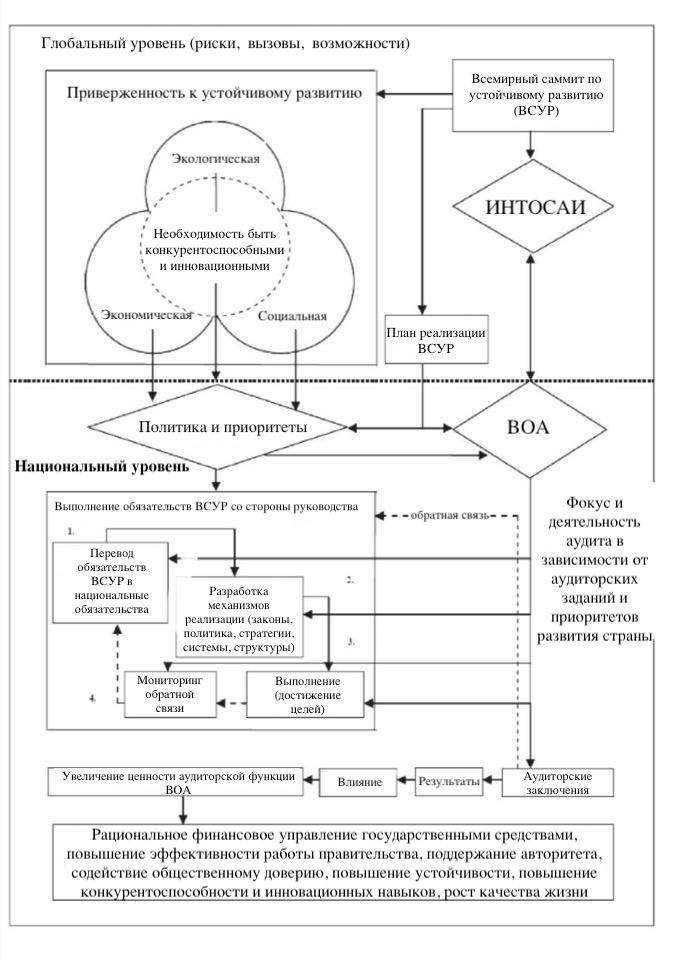 Глобальный уровень (риски, вызовы, возможности)
Приверженность к устойчивому развитию
Всемирный саммит по
устойчивому развитию
(ВСУР)
Экологическая
Необходимость быть
конкурентоспособными
и инновационными
Экономическая
Социальная
ИНТОСАИ
План реализации
ВСУР
Политика и приоритеты
ВОА
Национальный уровень
Выполнение обязательств ВСУР со стороны руководства
обратная связь
Фокус и
деятельность
аудита в
зависимости от
аудиторских
заданий и
приоритетов
развития страны
1.
Перевод
обязательств
ВСУР в
национальные
обязательства
2.
Разработка
механизмов
реализации (законы,
политика, стратегии,
системы, структуры)
3.
4.
Мониторинг
обратной
связи
Выполнение
(достижение
целей)
Увеличение ценности аудиторской функции
ВОА
Влияние
Результаты
Аудиторские
заключения
Рациональное финансовое управление государственными средствами,
повышение эффективности работы правительства, поддержание авторитета,
содействие общественному доверию, повышение устойчивости, повышение
конкурентоспособности и инновационных навыков, рост качества жизни